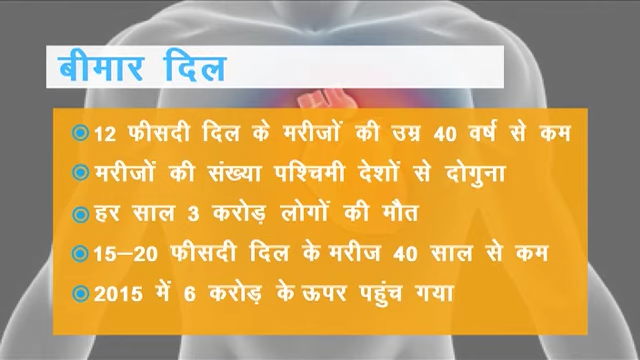 बीमार दिल
12 फीसदी दिल के मरीजों की उम्र 40 वर्ष से कम
मरीजों की संख्या पश्चिमी देशों से दोगुना
हर साल 3 करोड़ लोगों की मौत
15–20 फीसदी दिल के मरीज 40 साल से कम
2015 में 6 करोड़ के ऊपर पहुंच गया